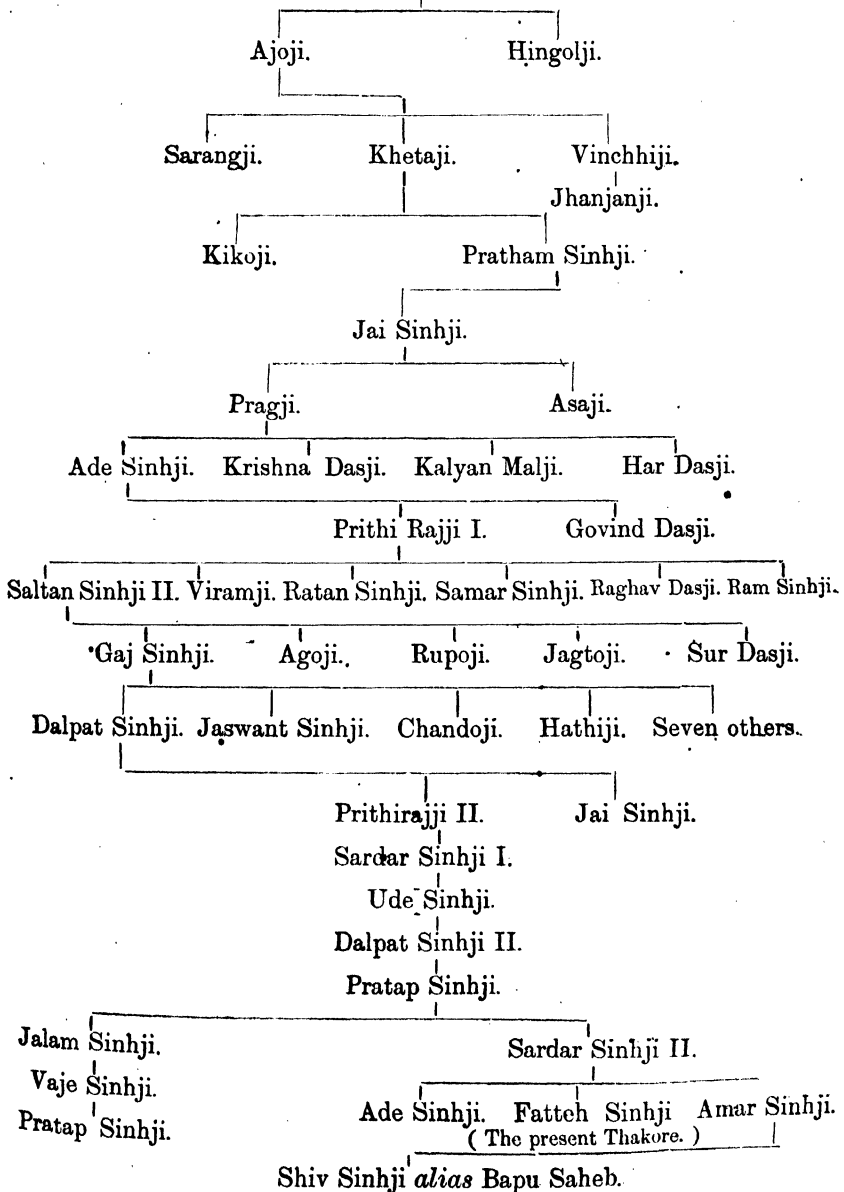 Ajoji. Hingolji.
Sarangji. Khetaji. Vinchhiji.
Jhanjanji.
Kikoji. Pratham Sinhji.
Jai Sinhji.
Pragji. Asaji.
Ade Sinhji. Krishna Dasji. Kalyan Malji. Har Dasji.
Prithi Rajji I. Govind Dasji.
Saltan Sinhji II. Viramji. Ratan Sinhji. Samar Sinhji. Raghav Dasji. Ram Sinhji.
Gaj Sinhji. Agoji. Rupoji. Jagtoji. Sur Dasji.
Dalpat Sinhji. Jaswant Sinhji. Chandoji. Hathiji. Seven others.
Prithirajji II. Jai Sinhji.
Sardar Sinhji I.
Ude Sinhji.
Dalpat Sinhji II.
Pratap Sinhji.
Jalam Sinhji. Sardar Sinhji II.
Vaje Sinhji.
Ade Sinhji. Fatteh Sinhji Amar Sinhji.
Pratap Sinhji. ( The present Thakore. )
Shiv Sinhji alias Bapu Saheb.